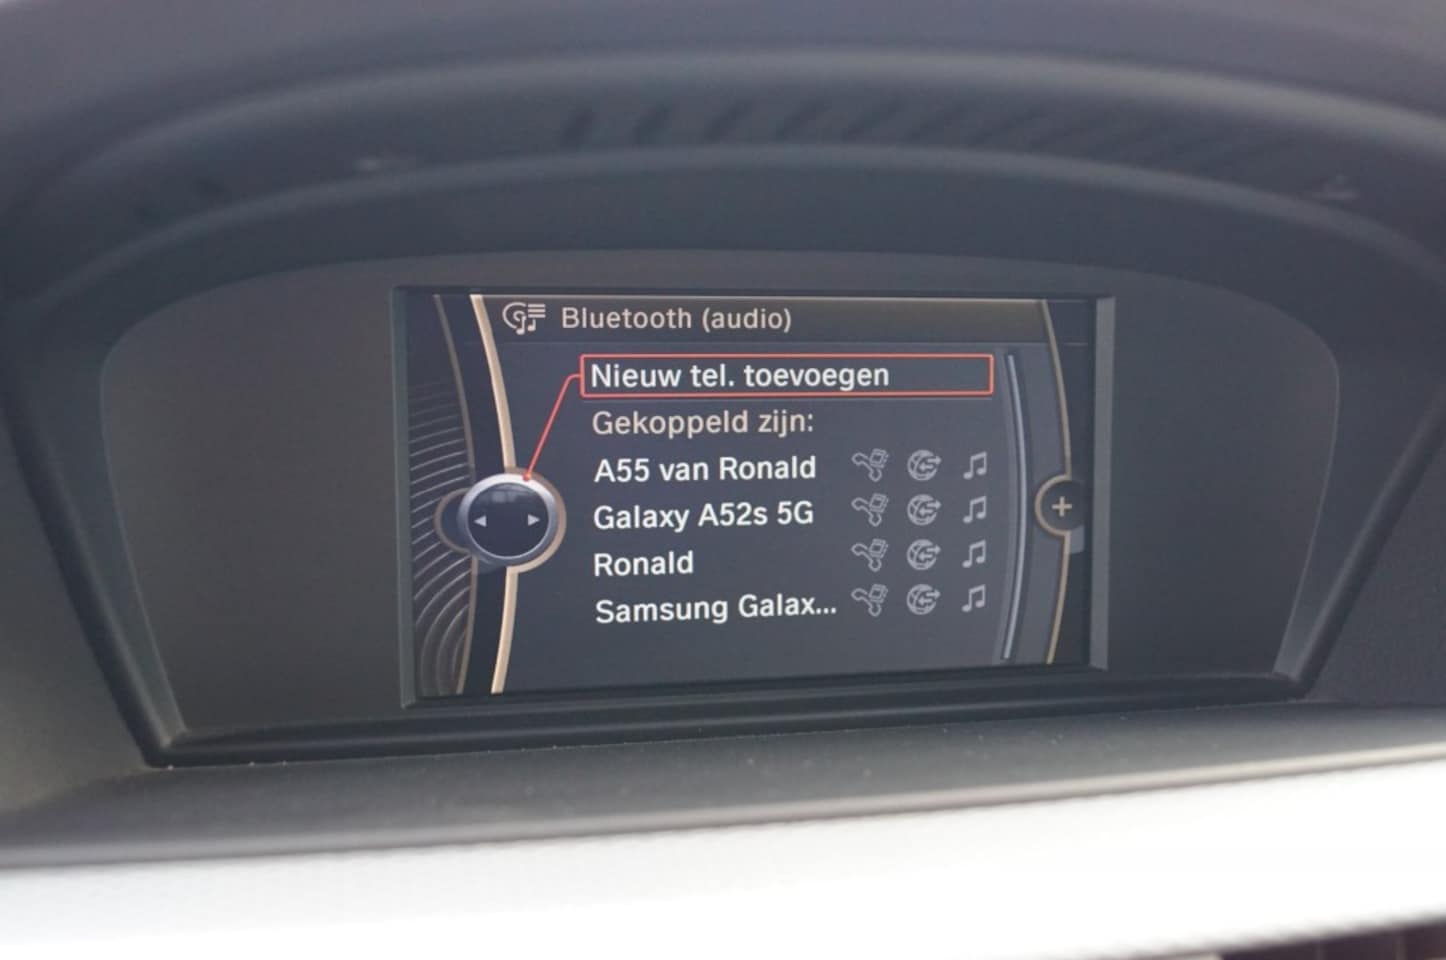 Bluetooth (audio)
Nieuw tel. toevoegen
Gekoppeld zijn:
A55 van Ronald
Galaxy A52s 5G
Ronald
Samsung Galax...